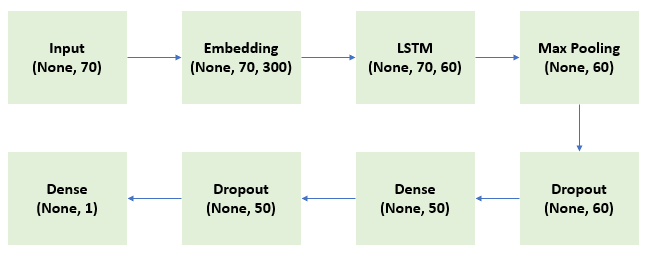 Input
(None, 70)
Embedding
(None, 70, 300)
LSTM
(None, 70, 60)
Max Pooling
(None, 60)
Dropout
(None, 60)
Dense
(None, 50)
Dropout
(None, 50)
Dense
(None, 1)